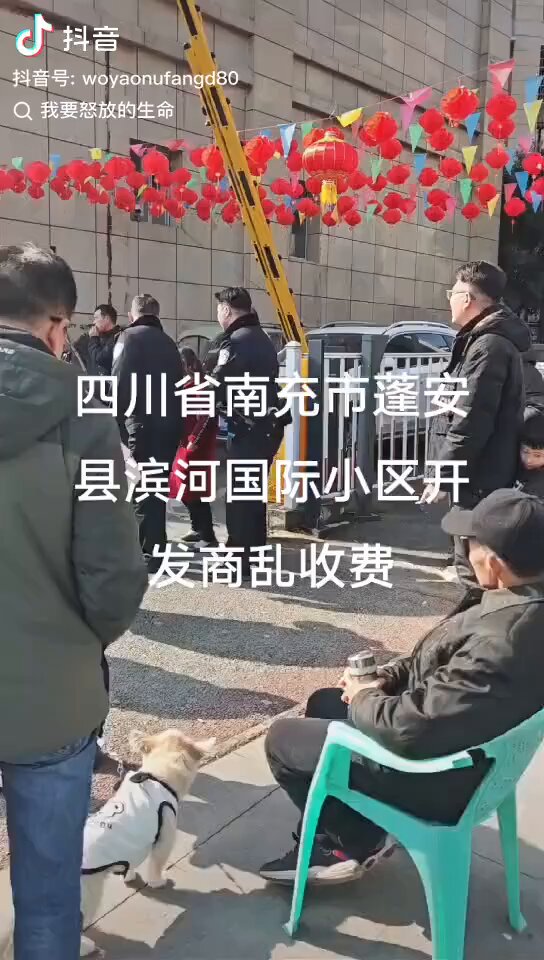 抖音
抖音号: woyaonufangd80
我要怒放的生命
四川省南充市蓬安
县滨河国际小区开
发商乱收费